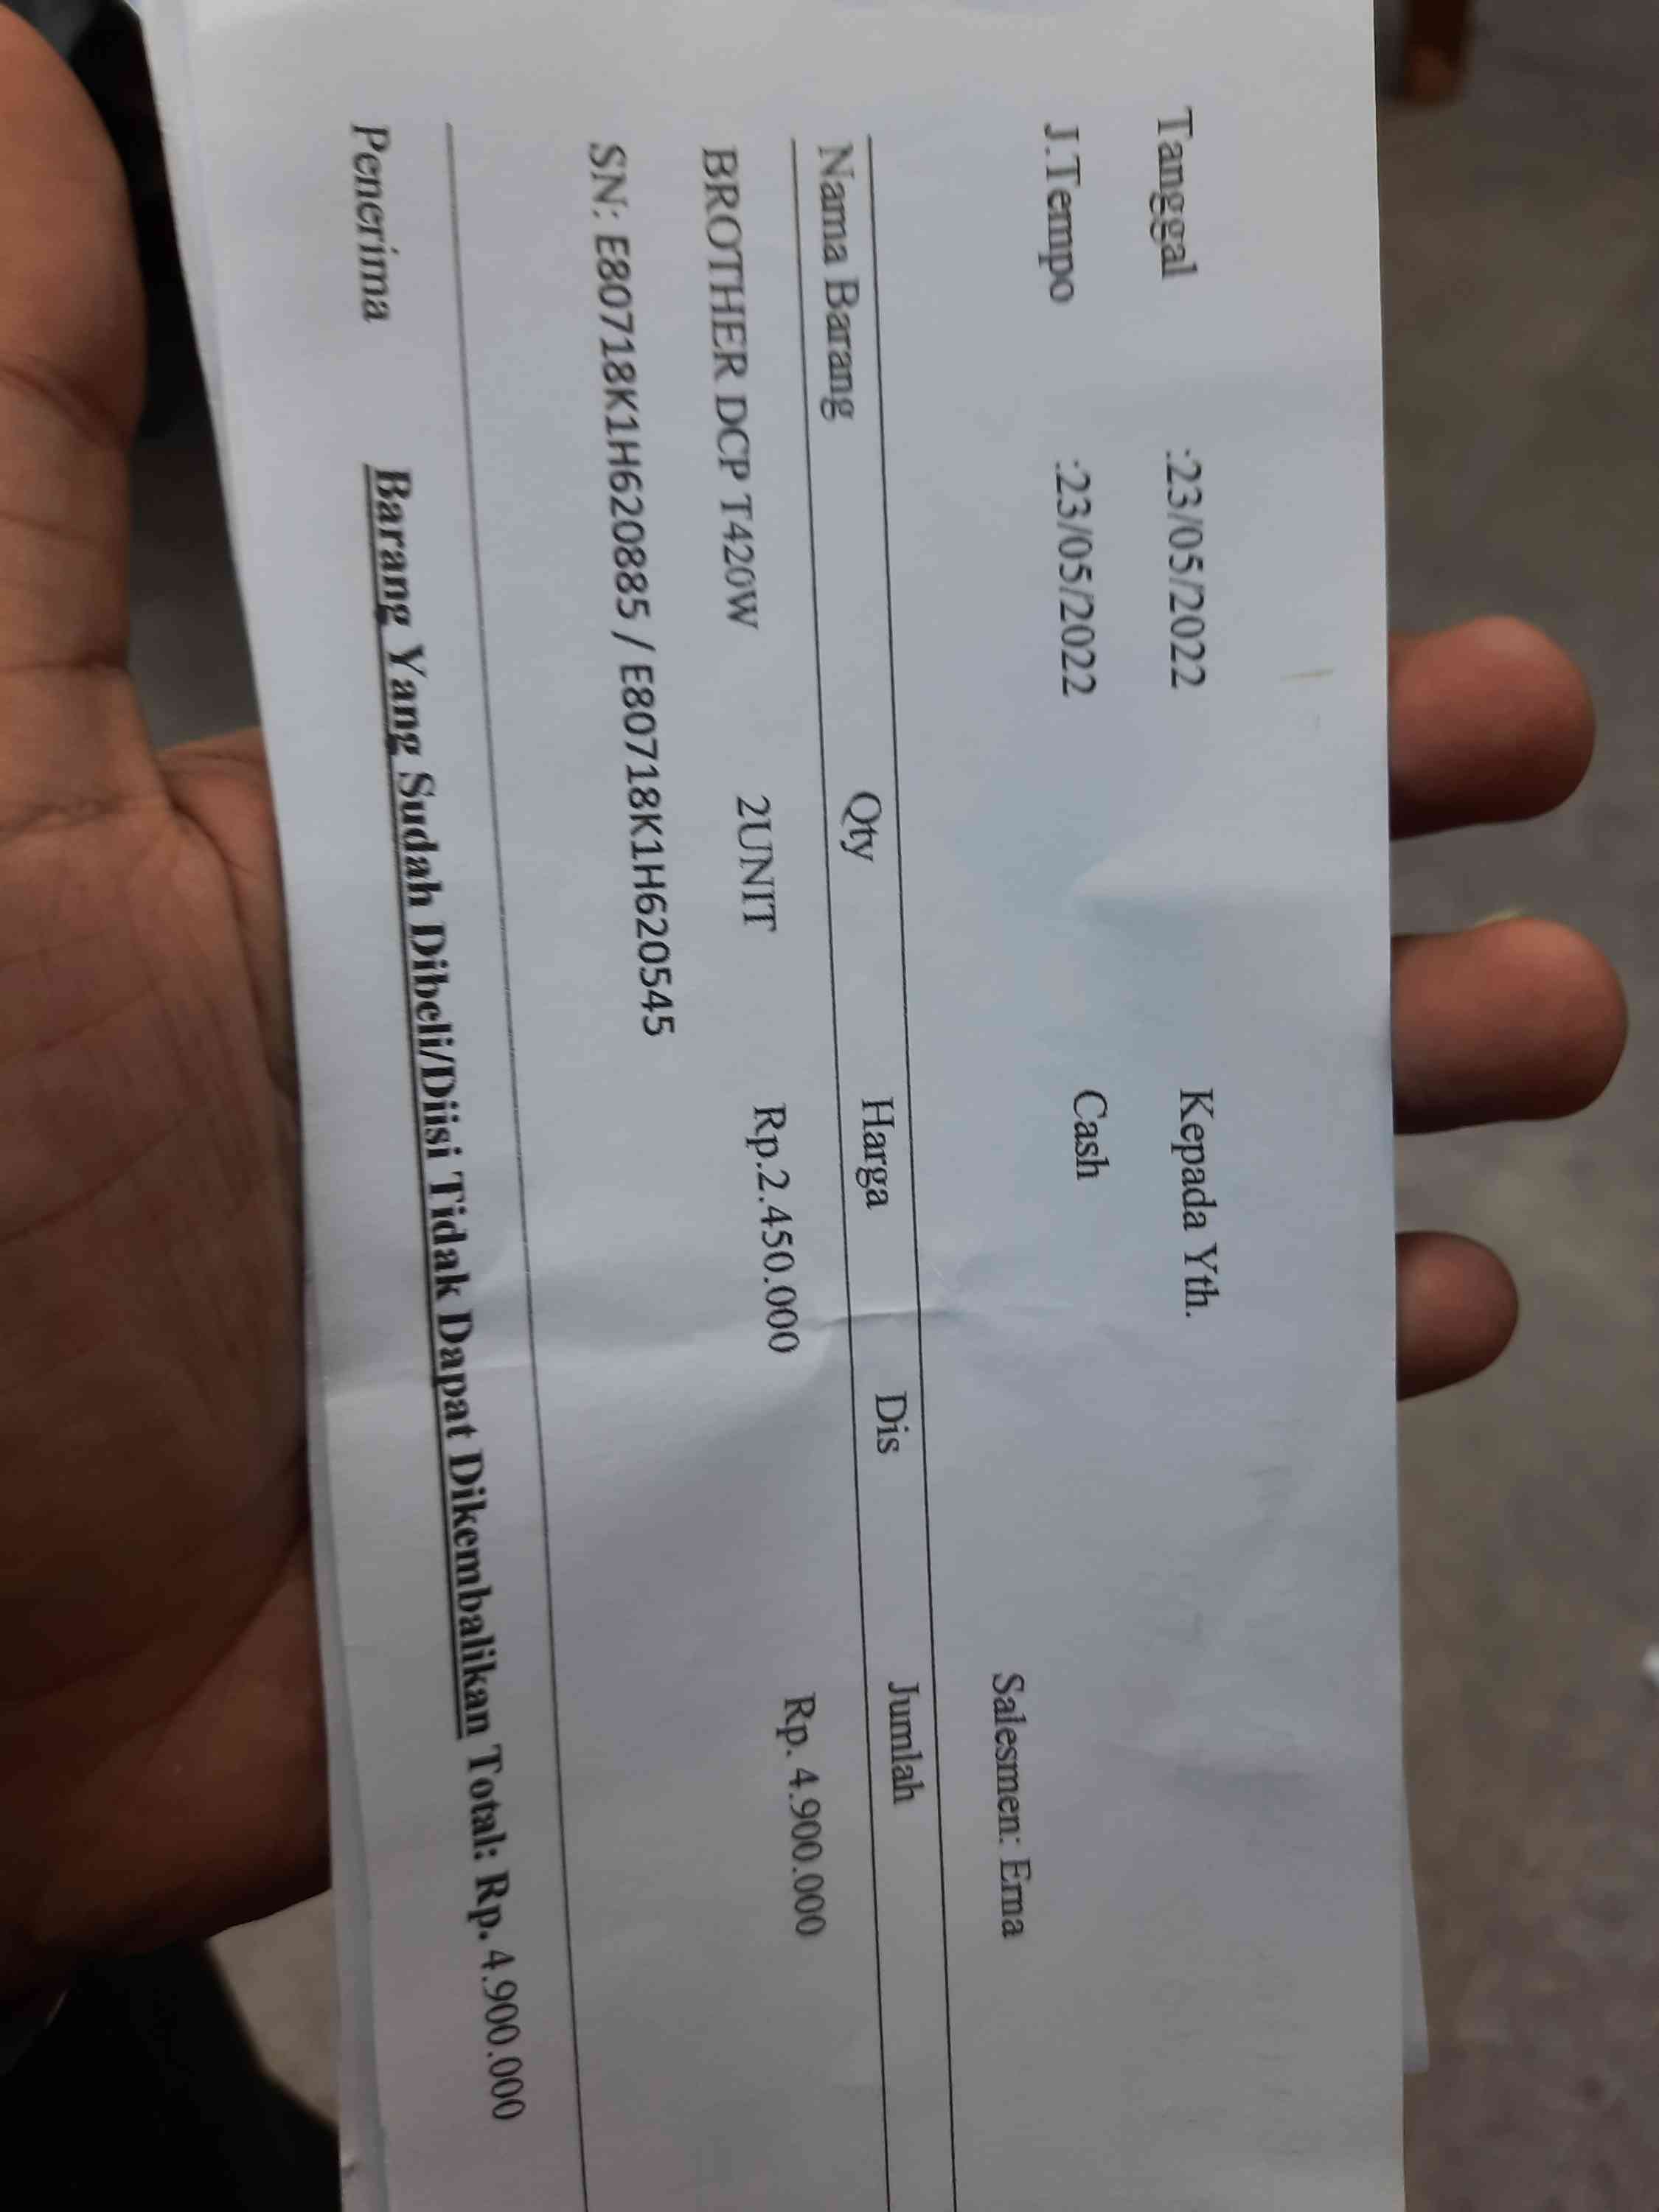 Tanggal :23/05/2022 Kepada Yth.
J.Tempo :23/05/2022 Cash
Salesmen: Erna
Nama Barang Qty Harga Dis Jumlah
BROTHER DCP T420W 2UNIT Rp.2.450.000 Rp. 4.900.000
SN: E80718K1H620885 / E80718K1H620545
Penerima Barang Yang Sudah Dibeli/Diisi Tidak Dapat Dikembalikan Total: Rp. 4.900.000